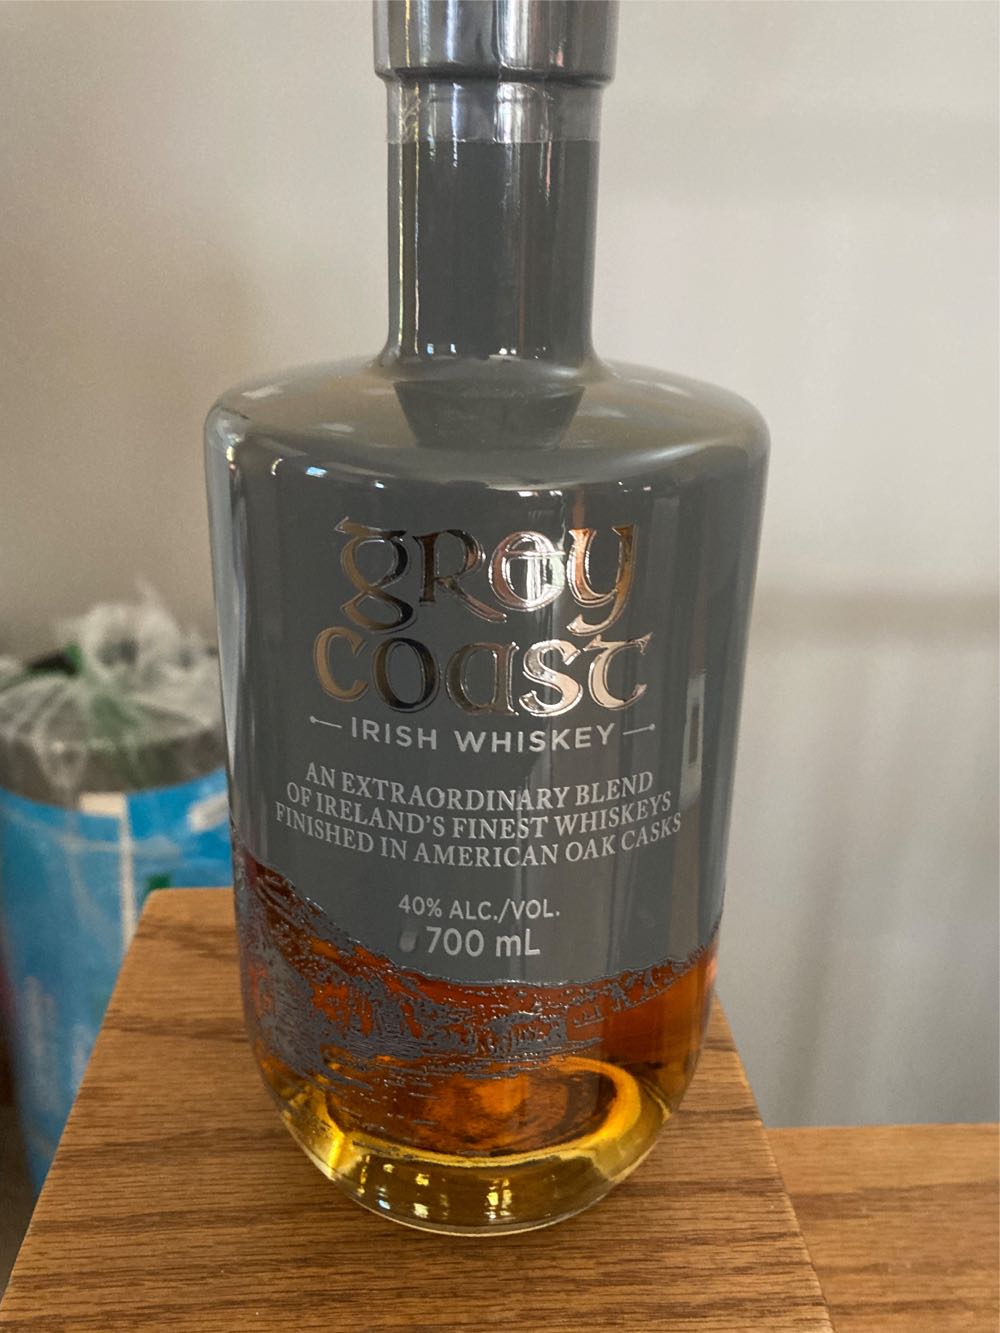 grey
coast
IRISH WHISKEY
AN EXTRAORDINARY BLEND
OF IRELAND'S FINEST WHISKEYS
FINISHED IN AMERICAN OAK CASKS
40% ALC./VOL.
700 mL